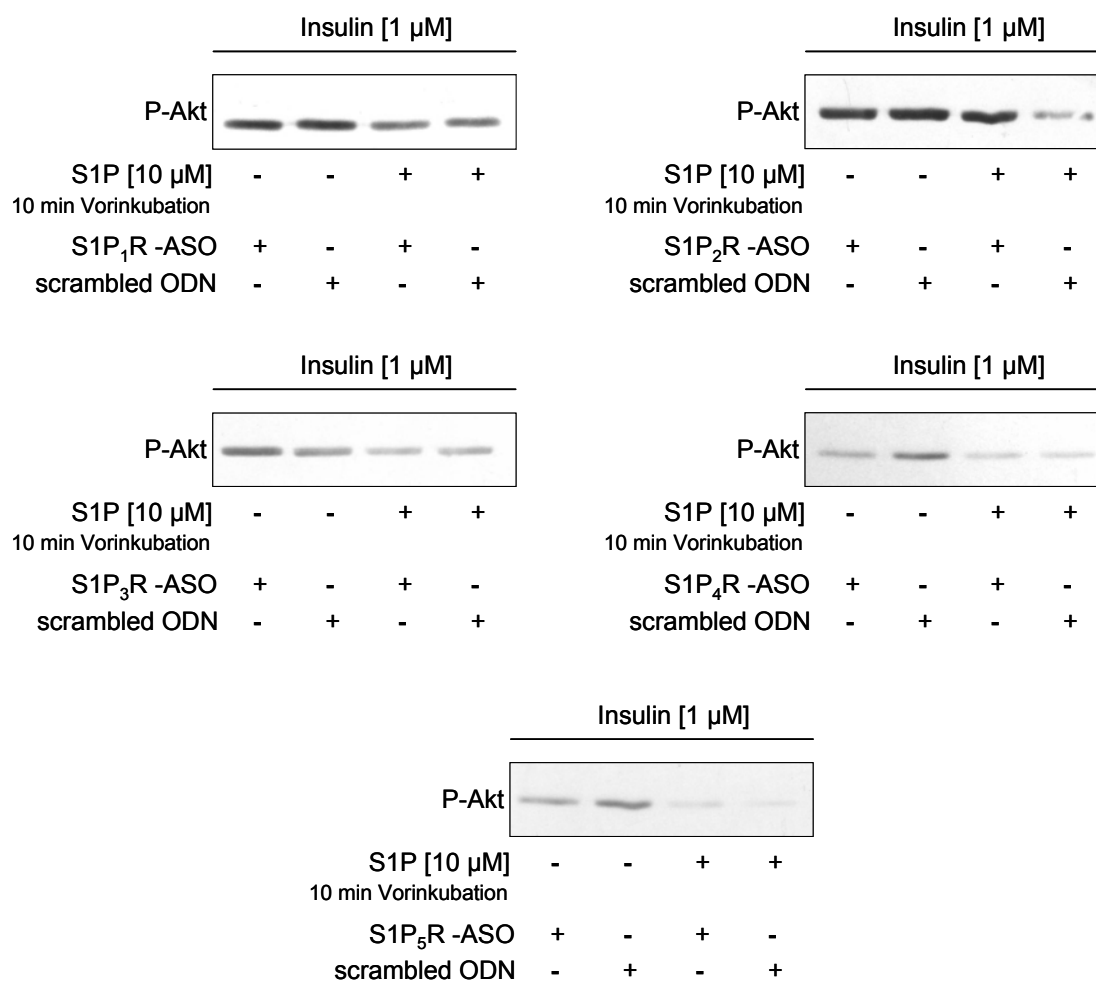 Insulin [1 µM]
P-Akt
S1P [10 µM] - - + +
10 min Vorinkubation
S1P1R -ASO + - + -
scrambled ODN - + - +
Insulin [1 µM]
P-Akt
S1P [10 µM] - - + +
10 min Vorinkubation
S1P2R -ASO + - + -
scrambled ODN - + - +
Insulin [1 µM]
P-Akt
S1P [10 µM] - - + +
10 min Vorinkubation
S1P3R -ASO + - + -
scrambled ODN - + - +
Insulin [1 µM]
P-Akt
S1P [10 µM] - - + +
10 min Vorinkubation
S1P4R -ASO + - + -
scrambled ODN - + - +
Insulin [1 µM]
P-Akt
S1P [10 µM] - - + +
10 min Vorinkubation
S1P5R -ASO + - + -
scrambled ODN - + - +